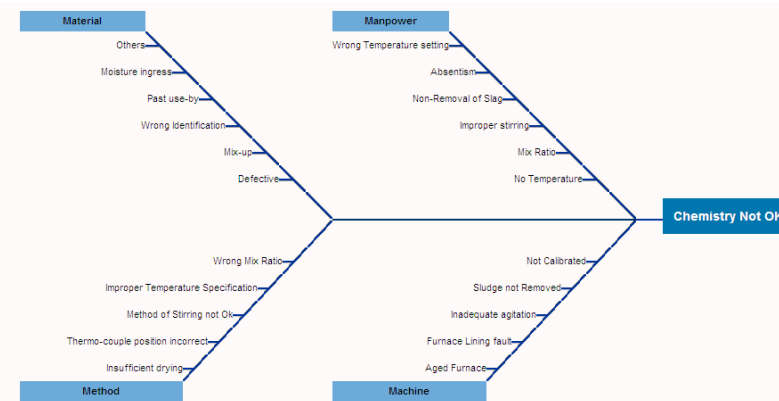 Material
Others
Moisture ingress
Past use-by
Wrong Identification
Mix-up
Defective
Manpower
Wrong Temperature setting
Absentism
Non-Removal of Slag
Improper stirring
Mix Ratio
No Temperature
Chemistry Not OK
Wrong Mix Ratio
Improper Temperature Specification
Method of Stirring not Ok
Thermo-couple position incorrect
Insufficient drying
Method
Not Calibrated
Sludge not Removed
Inadequate agitation
Furnace Lining fault
Aged Furnace
Machine